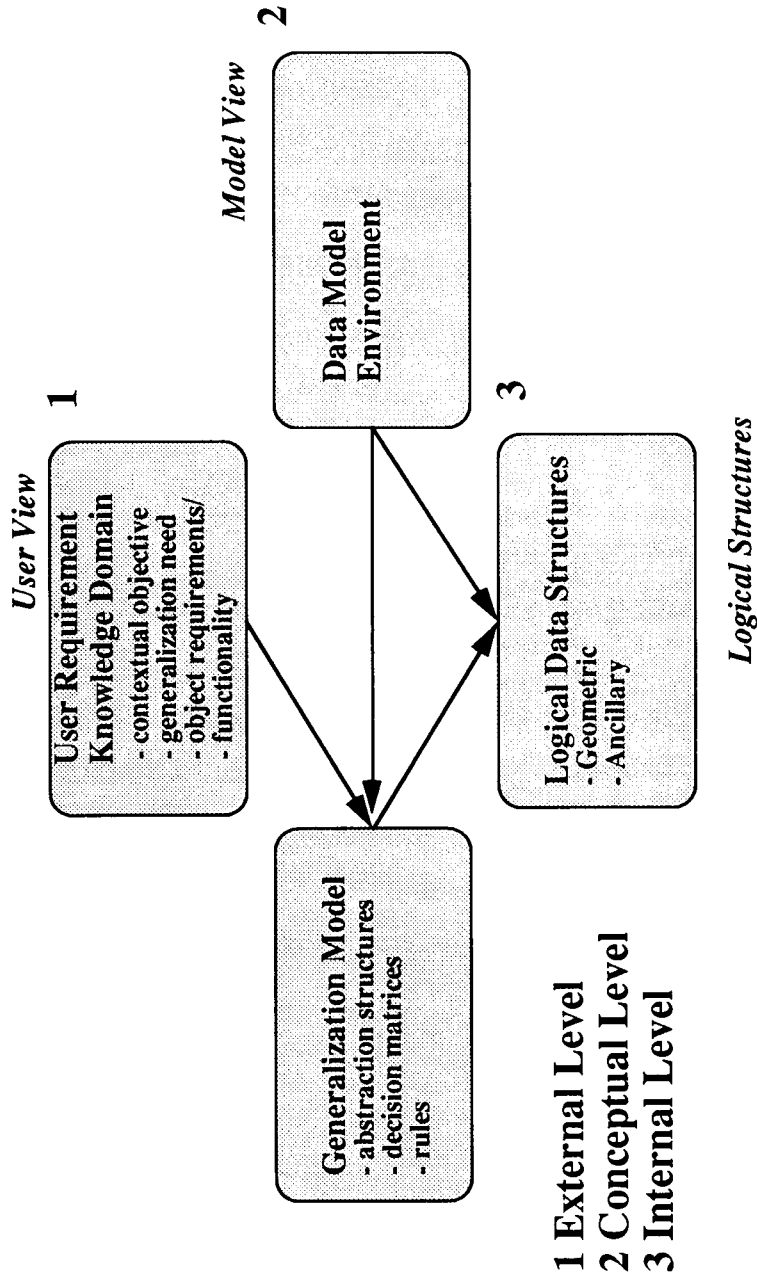 User View
1
User Requirement
Knowledge Domain
- contextual objective
- generalization need
- object requirements/
- functionality
Model View
2
Generalization Model
- abstraction structures
- decision matrices
- rules
Data Model
Environment
3
Logical Data Structures
- Geometric
- Ancillary
Logical Structures
1 External Level
2 Conceptual Level
3 Internal Level